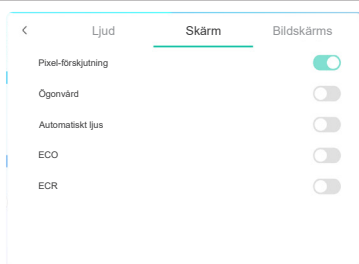 Ljud Skärm Bildskärms
Pixel-förskjutning
Ögonvård
Automatiskt ljus
ECO
ECR